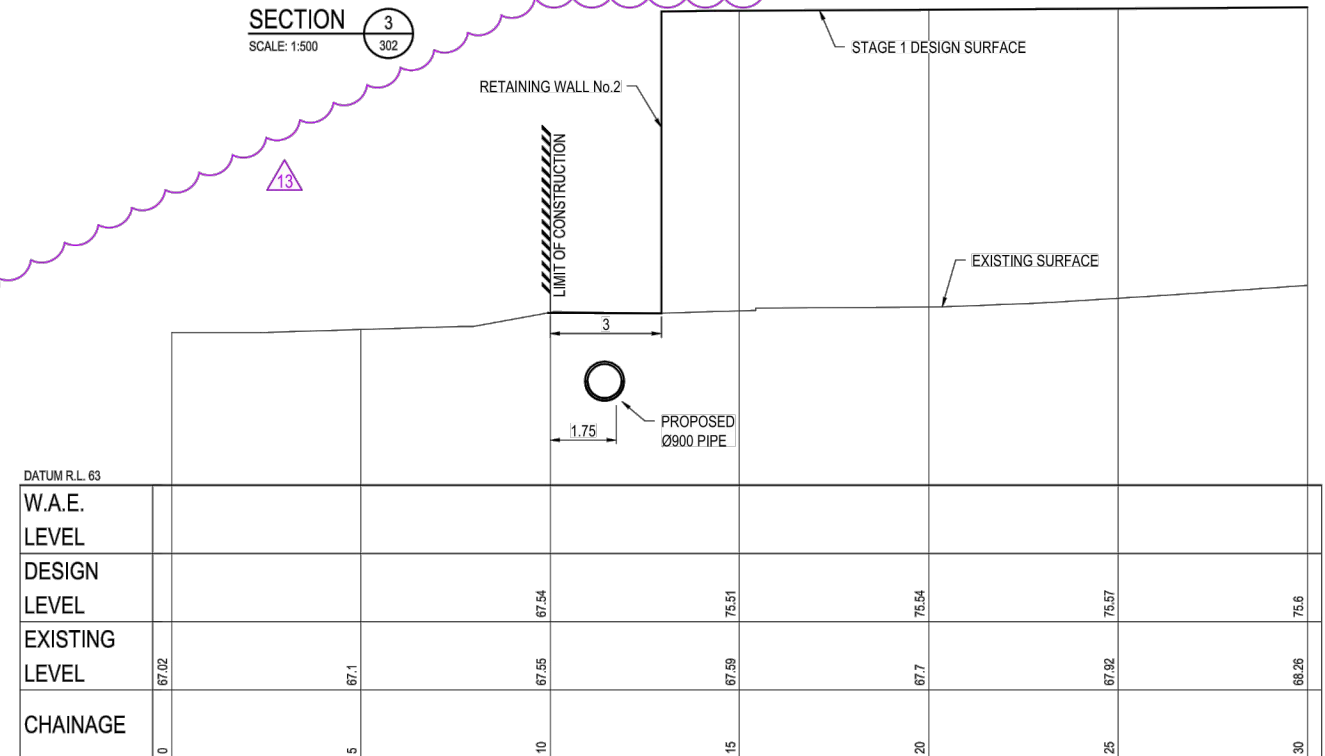 SECTION
3
302
SCALE: 1:500
STAGE 1 DESIGN SURFACE
RETAINING WALL No.2
LIMIT OF CONSTRUCTION
13
EXISTING SURFACE
3
1.75
PROPOSED
Ø900 PIPE
DATUM R.L. 63
W.A.E.
LEVEL
DESIGN
LEVEL
67.54 75.51 75.54 75.57 75.6
EXISTING
LEVEL
67.02 67.1 67.55 67.59 67.7 67.92 68.26
CHAINAGE
0 5 10 15 20 25 30